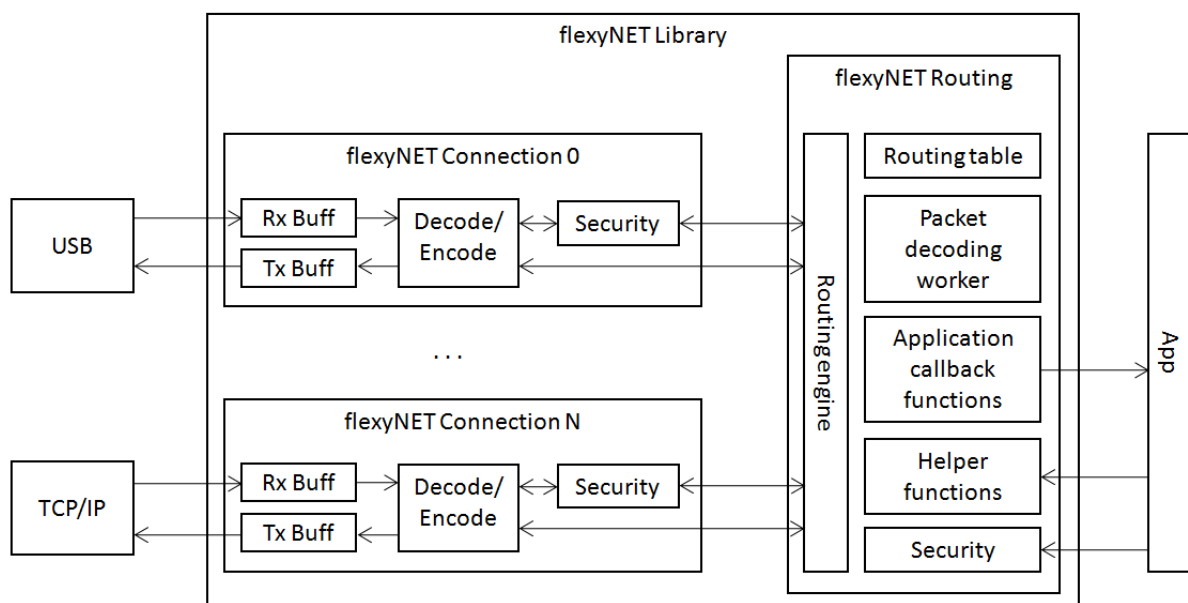 flexyNET Library
flexyNET Routing
flexyNET Connection 0
USB
Rx Buff
Tx Buff
Decode/
Encode
Security
. . .
flexyNET Connection N
TCP/IP
Rx Buff
Tx Buff
Decode/
Encode
Security
Routing engine
Routing table
Packet
decoding
worker
Application
callback
functions
Helper
functions
Security
App